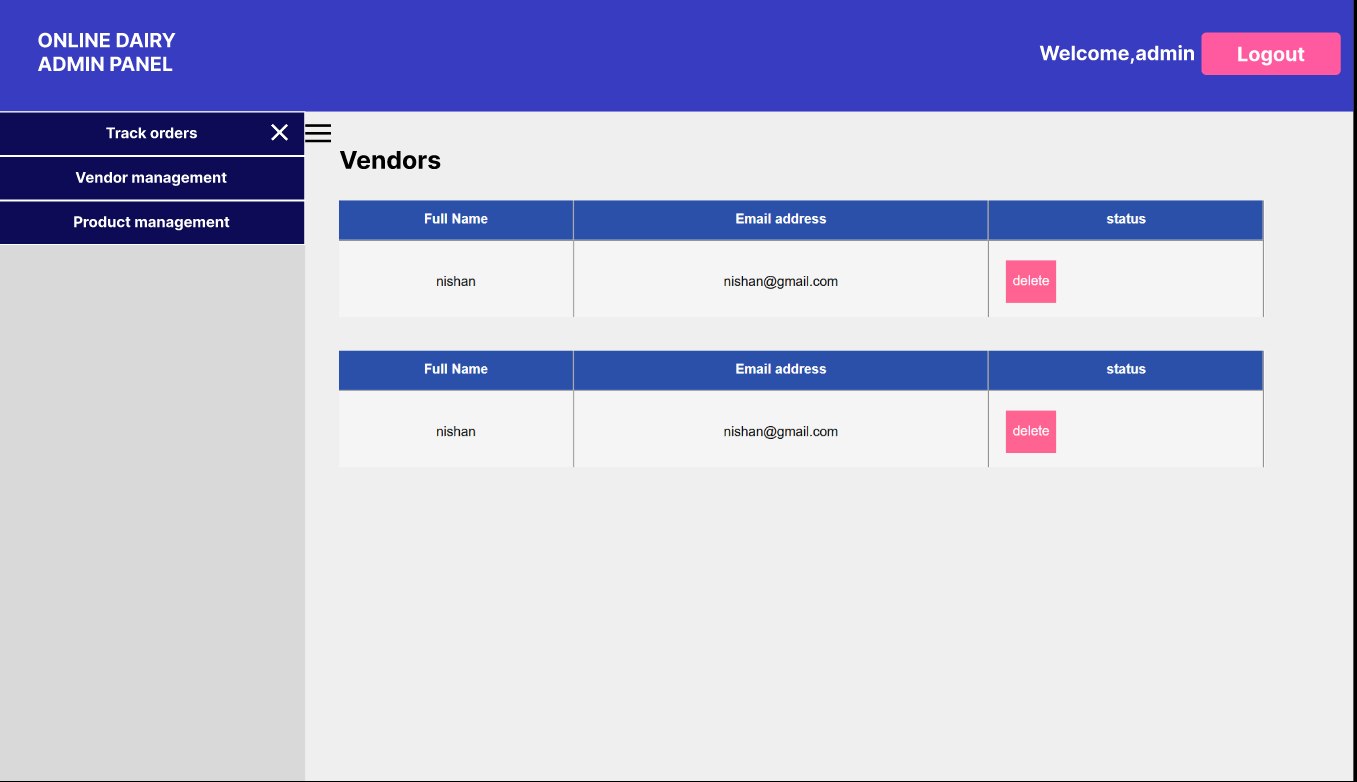 ONLINE DAIRY
ADMIN PANEL
Welcome,admin
Logout
Track orders
Vendor management
Product management
Vendors
Full Name Email address status
nishan nishan@gmail.com delete
Full Name Email address status
nishan nishan@gmail.com delete